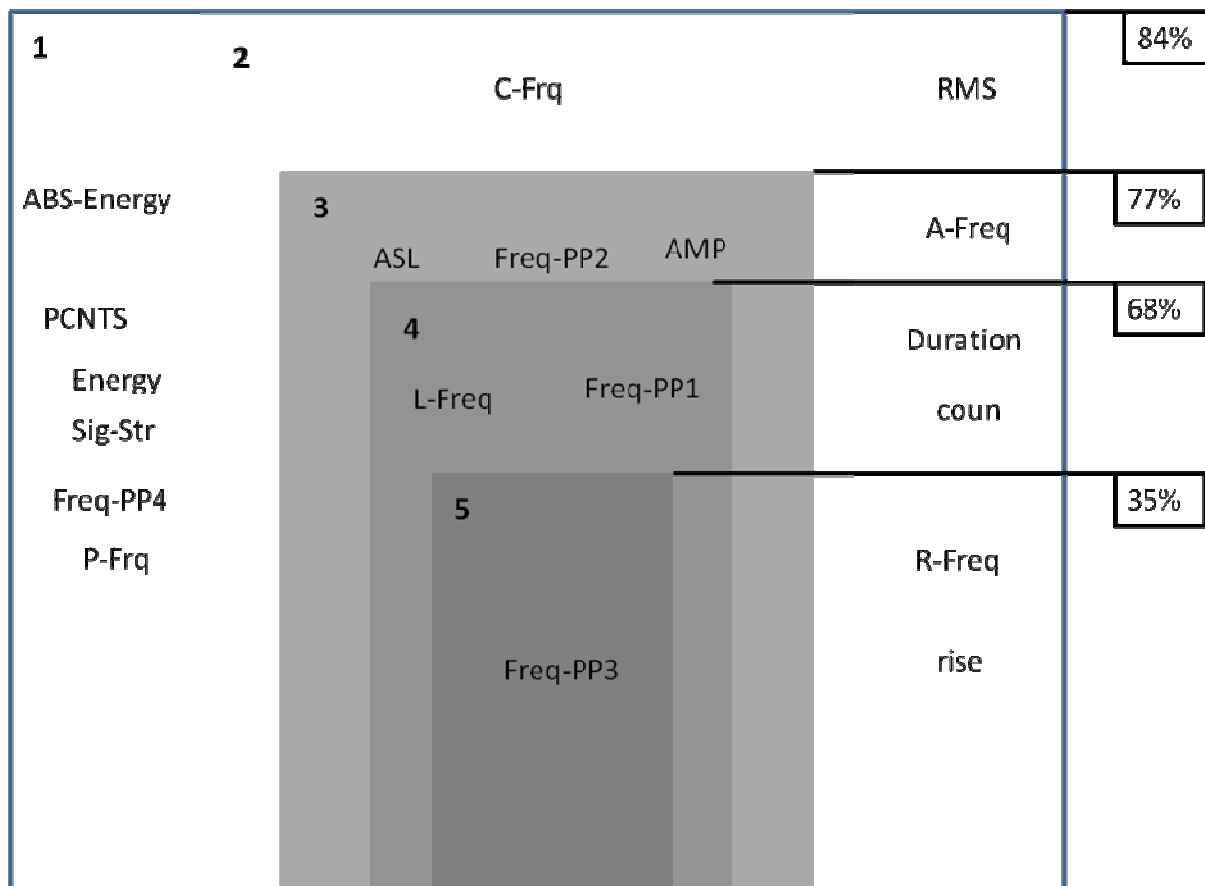 1
2
84%
C-Frq
RMS
ABS-Energy
3
77%
A-Freq
ASL
Freq-PP2
AMP
PCNTS
4
68%
Duration
Energy
L-Freq
Freq-PP1
coun
Sig-Str
Freq-PP4
5
35%
P-Frq
R-Freq
Freq-PP3
rise